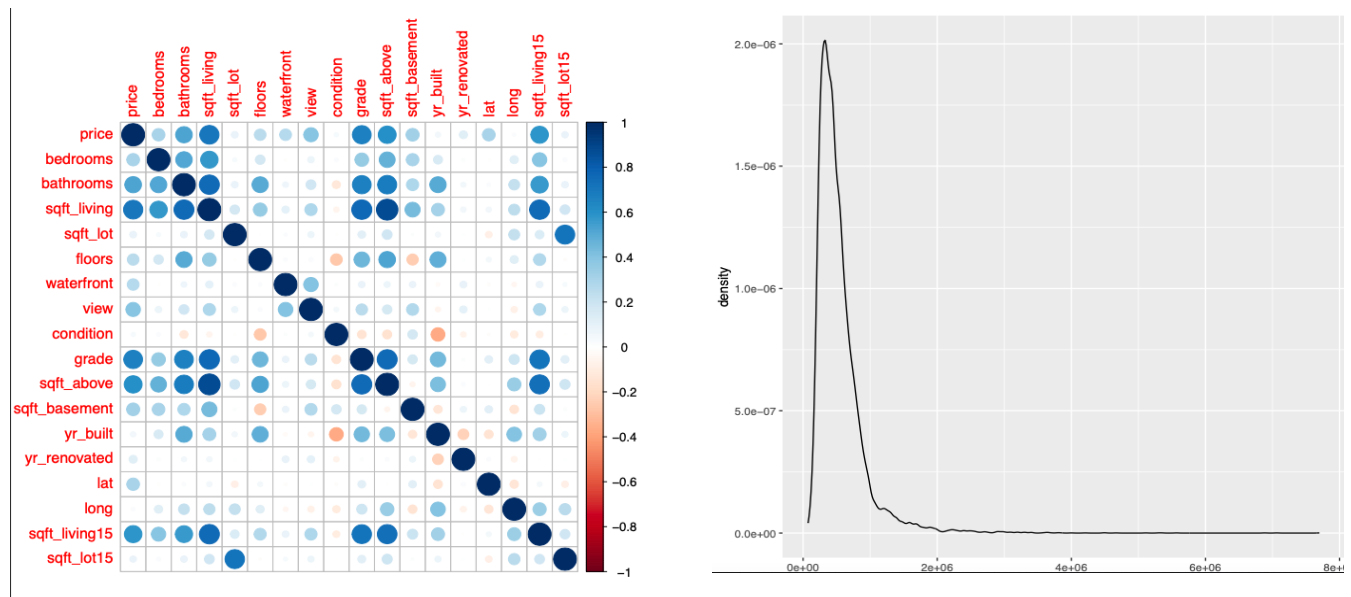 price
bedrooms
bathrooms
sqft_living
sqft_lot
floors
waterfront
view
condition
grade
sqft_above
sqft_basement
yr_built
yr_renovated
lat
long
sqft_living15
sqft_lot15
price
bedrooms
bathrooms
sqft_living
sqft_lot
floors
waterfront
view
condition
grade
sqft_above
sqft_basement
yr_built
yr_renovated
lat
long
sqft_living15
sqft_lot15
1
0.8
0.6
0.4
0.2
0
−0.2
−0.4
−0.6
−0.8
−1
density
2.0e−06
1.5e−06
1.0e−06
5.0e−07
0.0e+00
0e+00
2e+06
4e+06
6e+06